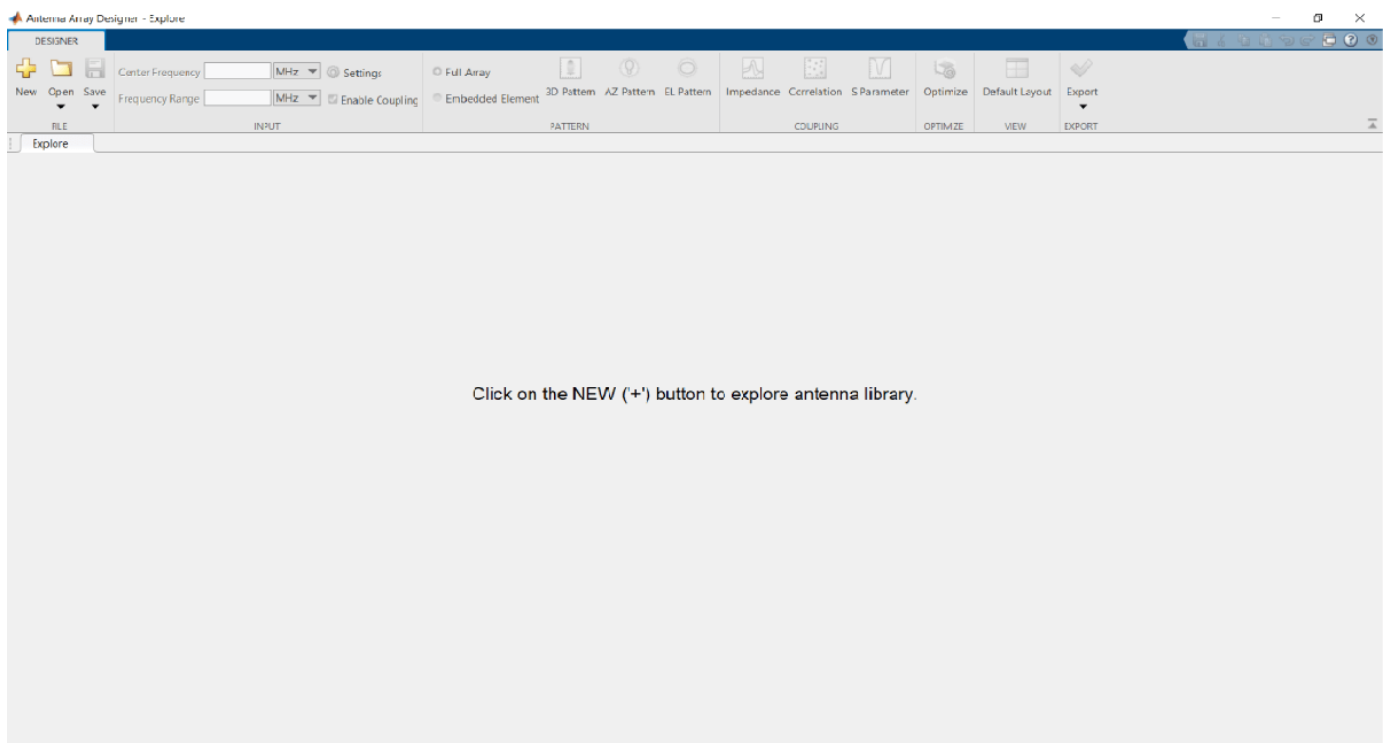 Antenna Array Designer - Explore
DESIGNER
New Open Save
FILE
Center Frequency MHz Settings
Frequency Range MHz Enable Coupling
INPUT
Full Array
Embedded Element
3D Pattern AZ Pattern EL Pattern
PATTERN
Impedance Correlation S Parameter
COUPLING
Optimize
OPTIMIZE
Default Layout
VIEW
Export
EXPORT
Explore
Click on the NEW ('+') button to explore antenna library.